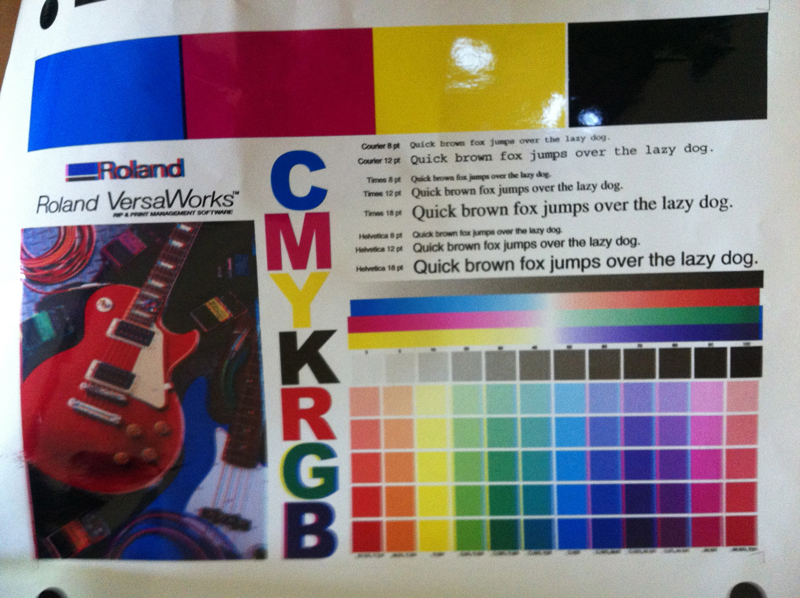 Roland
Roland VersaWorks™
RIP & PRINT MANAGEMENT SOFTWARE
C
M
Y
K
R
G
B
Courier 8 pt Quick brown fox jumps over the lazy dog.
Courier 12 pt Quick brown fox jumps over the lazy dog.
Times 8 pt Quick brown fox jumps over the lazy dog.
Times 12 pt Quick brown fox jumps over the lazy dog.
Times 18 pt Quick brown fox jumps over the lazy dog.
Helvetica 8 pt Quick brown fox jumps over the lazy dog.
Helvetica 12 pt Quick brown fox jumps over the lazy dog.
Helvetica 18 pt Quick brown fox jumps over the lazy dog.